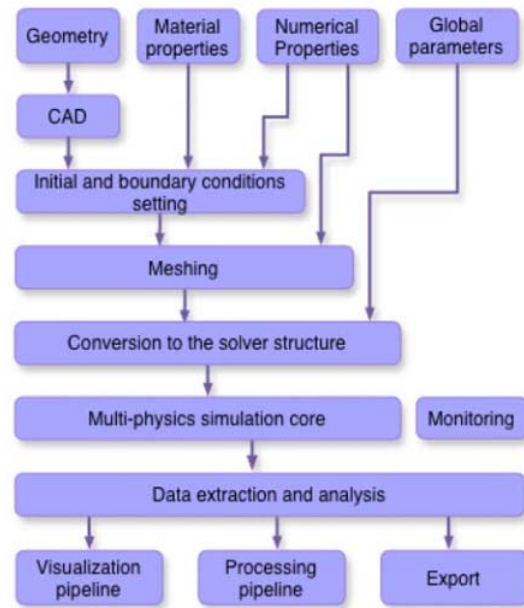 Geometry
Material
properties
Numerical
Properties
Global
parameters
CAD
Initial and boundary conditions
setting
Meshing
Conversion to the solver structure
Multi-physics simulation core
Monitoring
Data extraction and analysis
Visualization
pipeline
Processing
pipeline
Export